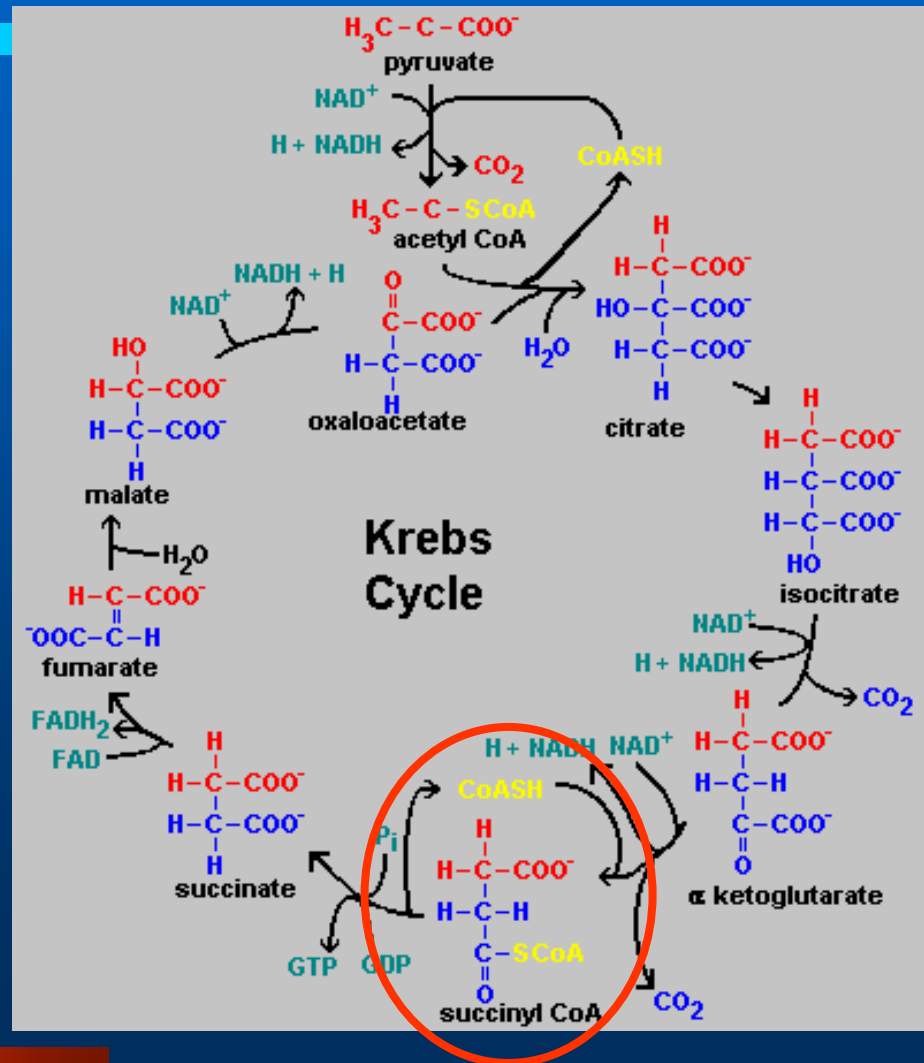 H₃C–C–COO⁻
pyruvate
NAD⁺
H + NADH
CO₂
CoASH
H₃C–C–SCoA
acetyl CoA
NADH + H
NAD⁺
O
C–COO⁻
H–C–COO⁻
H
oxaloacetate
H₂O
H
H–C–COO⁻
HO–C–COO⁻
H–C–COO⁻
H
citrate
HO
H–C–COO⁻
H–C–COO⁻
H
malate
H
H–C–COO⁻
H–C–COO⁻
H–C–COO⁻
HO
isocitrate
Krebs
Cycle
H₂O
H–C–COO⁻
⁻OOC–C–H
fumarate
NAD⁺
H + NADH
CO₂
FADH₂
FAD
H
H–C–COO⁻
H–C–COO⁻
H
succinate
H + NADH NAD⁺
CoASH
H
H–C–COO⁻
H–C–H
C–COO⁻
O
α ketoglutarate
Pi
GTP GDP
H
H–C–COO⁻
H–C–H
C–SCoA
O
succinyl CoA
CO₂